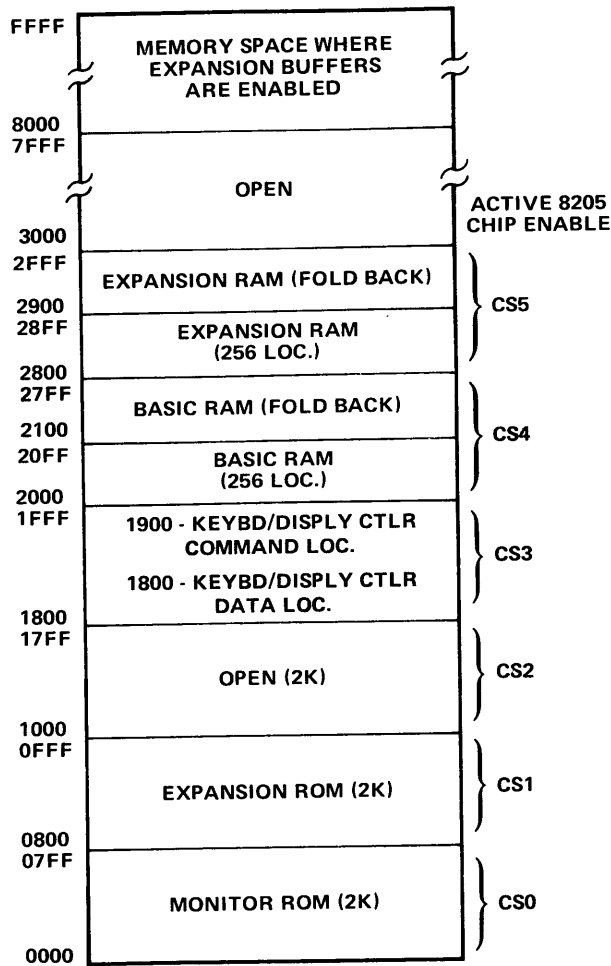 FFFF
MEMORY SPACE WHERE
EXPANSION BUFFERS
ARE ENABLED
8000
7FFF
OPEN
ACTIVE 8205
CHIP ENABLE
3000
2FFF
EXPANSION RAM (FOLD BACK)
CS5
2900
28FF
EXPANSION RAM
(256 LOC.)
2800
27FF
BASIC RAM (FOLD BACK)
CS4
2100
20FF
BASIC RAM
(256 LOC.)
2000
1FFF
1900 - KEYBD/DISPLY CTLR
COMMAND LOC.
CS3
1800 - KEYBD/DISPLY CTLR
DATA LOC.
1800
17FF
OPEN (2K)
CS2
1000
0FFF
EXPANSION ROM (2K)
CS1
0800
07FF
MONITOR ROM (2K)
CS0
0000